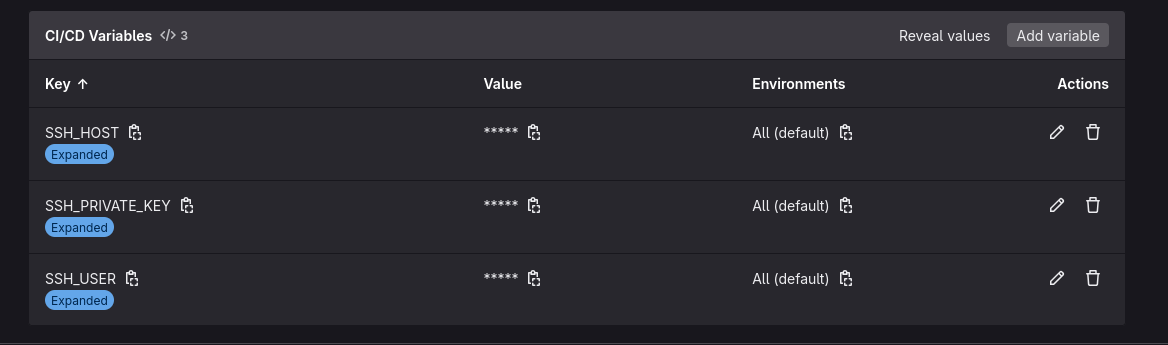 CI/CD Variables </> 3 Reveal values Add variable
Key ↑ Value Environments Actions
SSH_HOST ***** All (default)
Expanded
SSH_PRIVATE_KEY ***** All (default)
Expanded
SSH_USER ***** All (default)
Expanded